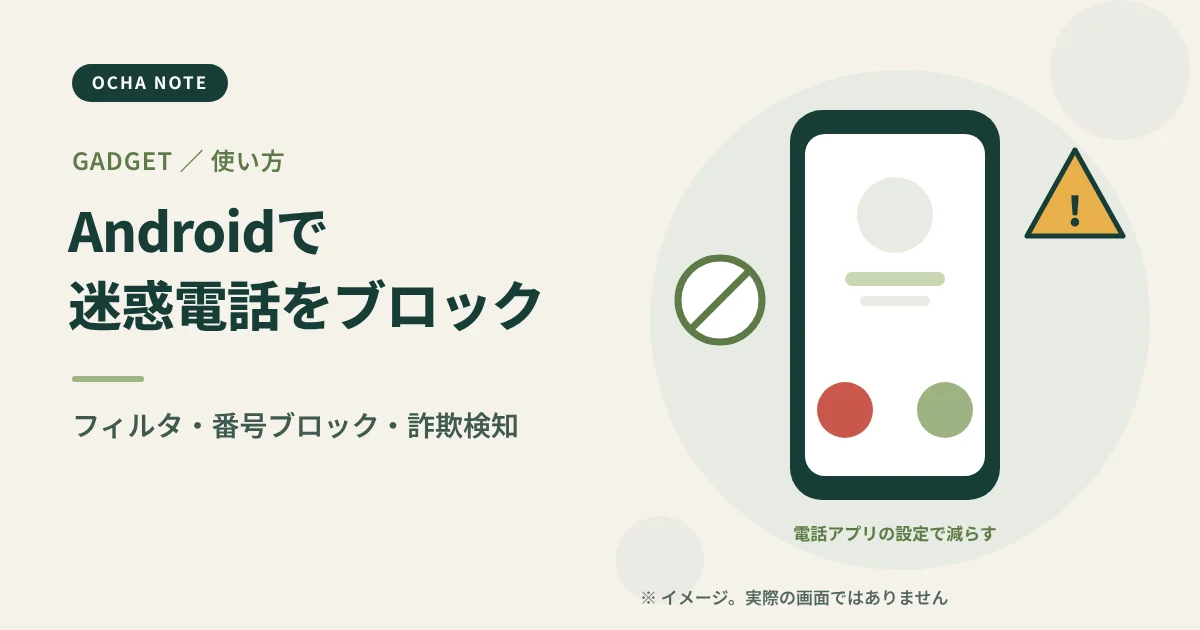 OCHA NOTE
GADGET ／ 使い方
Androidで
迷惑電話をブロック
フィルタ・番号ブロック・詐欺検知
!
電話アプリの設定で減らす
※ イメージ。実際の画面ではありません